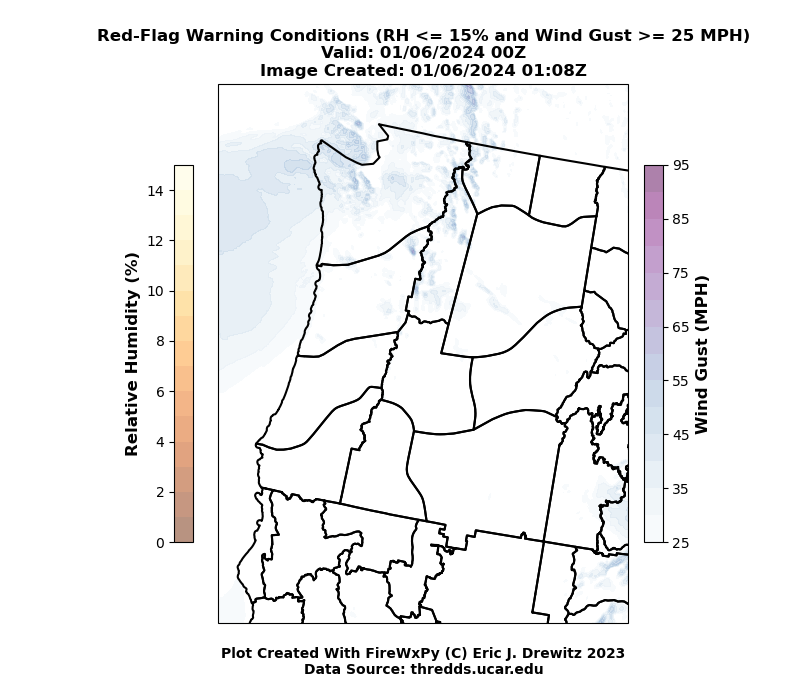 Red-Flag Warning Conditions (RH <= 15% and Wind Gust >= 25 MPH)
Valid: 01/06/2024 00Z
Image Created: 01/06/2024 01:08Z
Relative Humidity (%)
14
12
10
8
6
4
2
0
95
85
75
65
55
45
35
25
Wind Gust (MPH)
Plot Created With FireWxPy (C) Eric J. Drewitz 2023
Data Source: thredds.ucar.edu